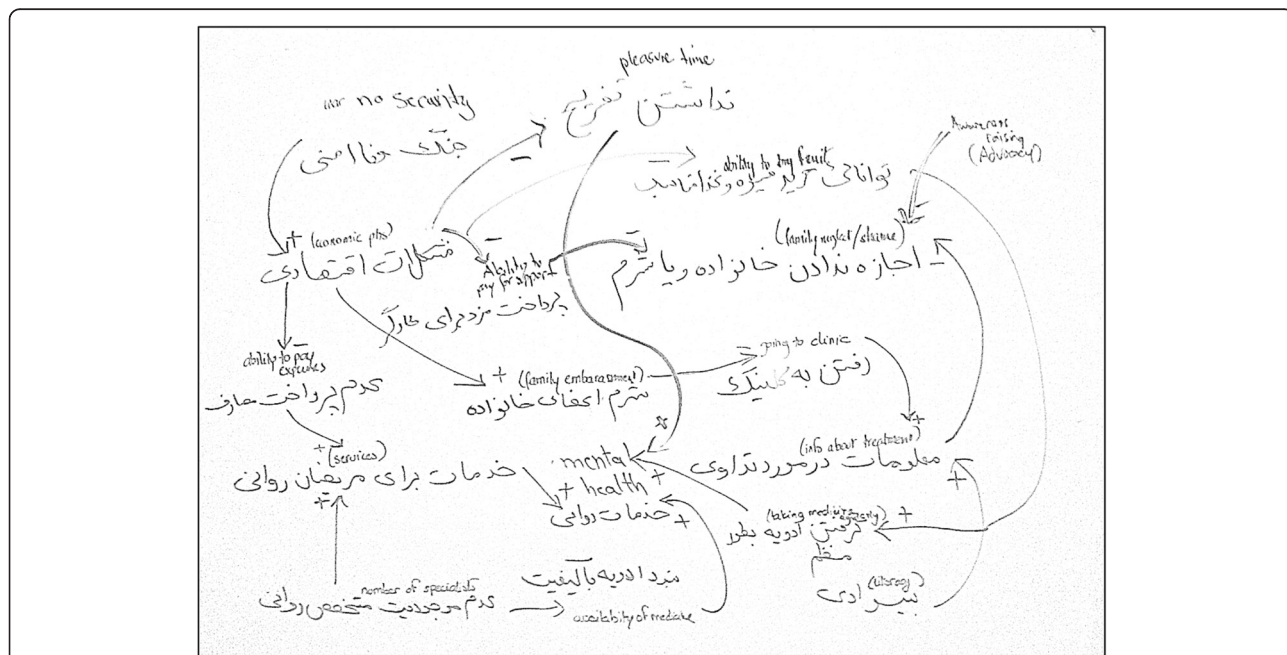 pleasure time
no security
نداشتن تفریح
جنگ و نا امنی
Awareness
raising
(Advocacy)
ability to buy fruit
توانائی خرید میوه و غذا مناسب
+ (economic pbs)
مشکلات اقتصادی
(family neglect/shame)
اجازه ندادن خانواده و یا شرم
Ability to
pay for support
پرداخت مزد برای کارگر
ability to pay
expenses
عدم پرداخت مصارف
+ (family embarassment)
شرم اعضای خانواده
going to clinic
رفتن به کلینیک
+ (services)
خدمات برای مریضان روانی
mental
+ health +
خدمات روانی
(info about treatment)
معلومات در مورد تداوی
(taking medicine regularly)
گرفتن ادویه بطور
منظم
(literacy)
number of specialists
عدم موجودیت متخصص روانی
ادویه با کیفیت
availability of medicine